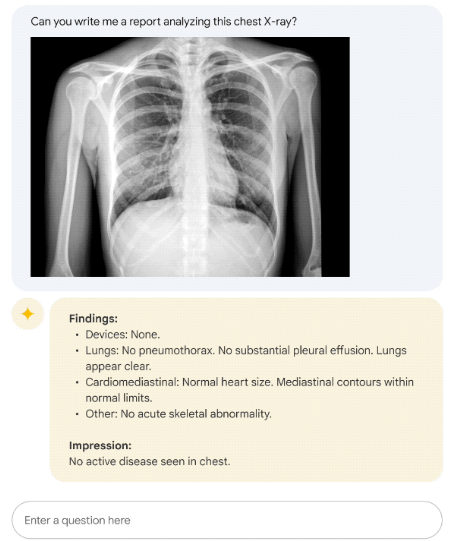 Can you write me a report analyzing this chest X-ray?
Findings:
• Devices: None.
• Lungs: No pneumothorax. No substantial pleural effusion. Lungs
appear clear.
• Cardiomediastinal: Normal heart size. Mediastinal contours within
normal limits.
• Other: No acute skeletal abnormality.
Impression:
No active disease seen in chest.
Enter a question here